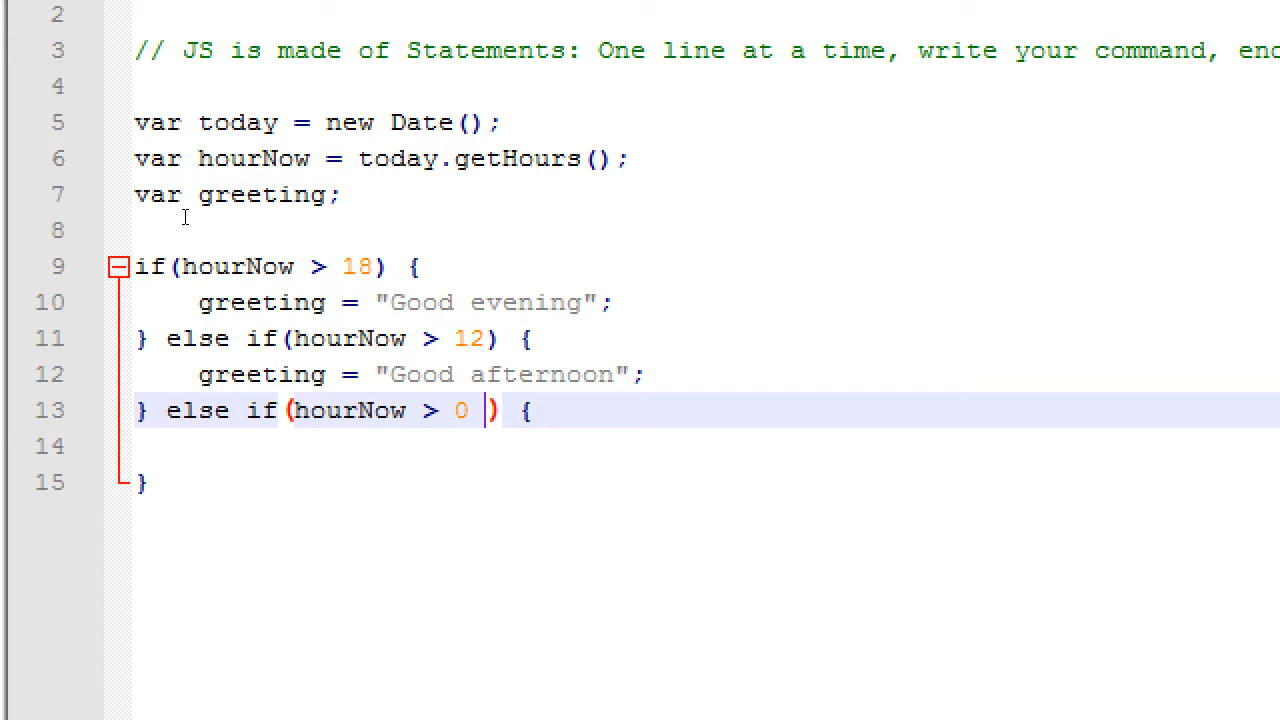 2
3 // JS is made of Statements: One line at a time, write your command, end
4
5 var today = new Date();
6 var hourNow = today.getHours();
7 var greeting;
8
9 if(hourNow > 18) {
10 greeting = "Good evening";
11 } else if(hourNow > 12) {
12 greeting = "Good afternoon";
13 } else if(hourNow > 0 ) {
14
15 }